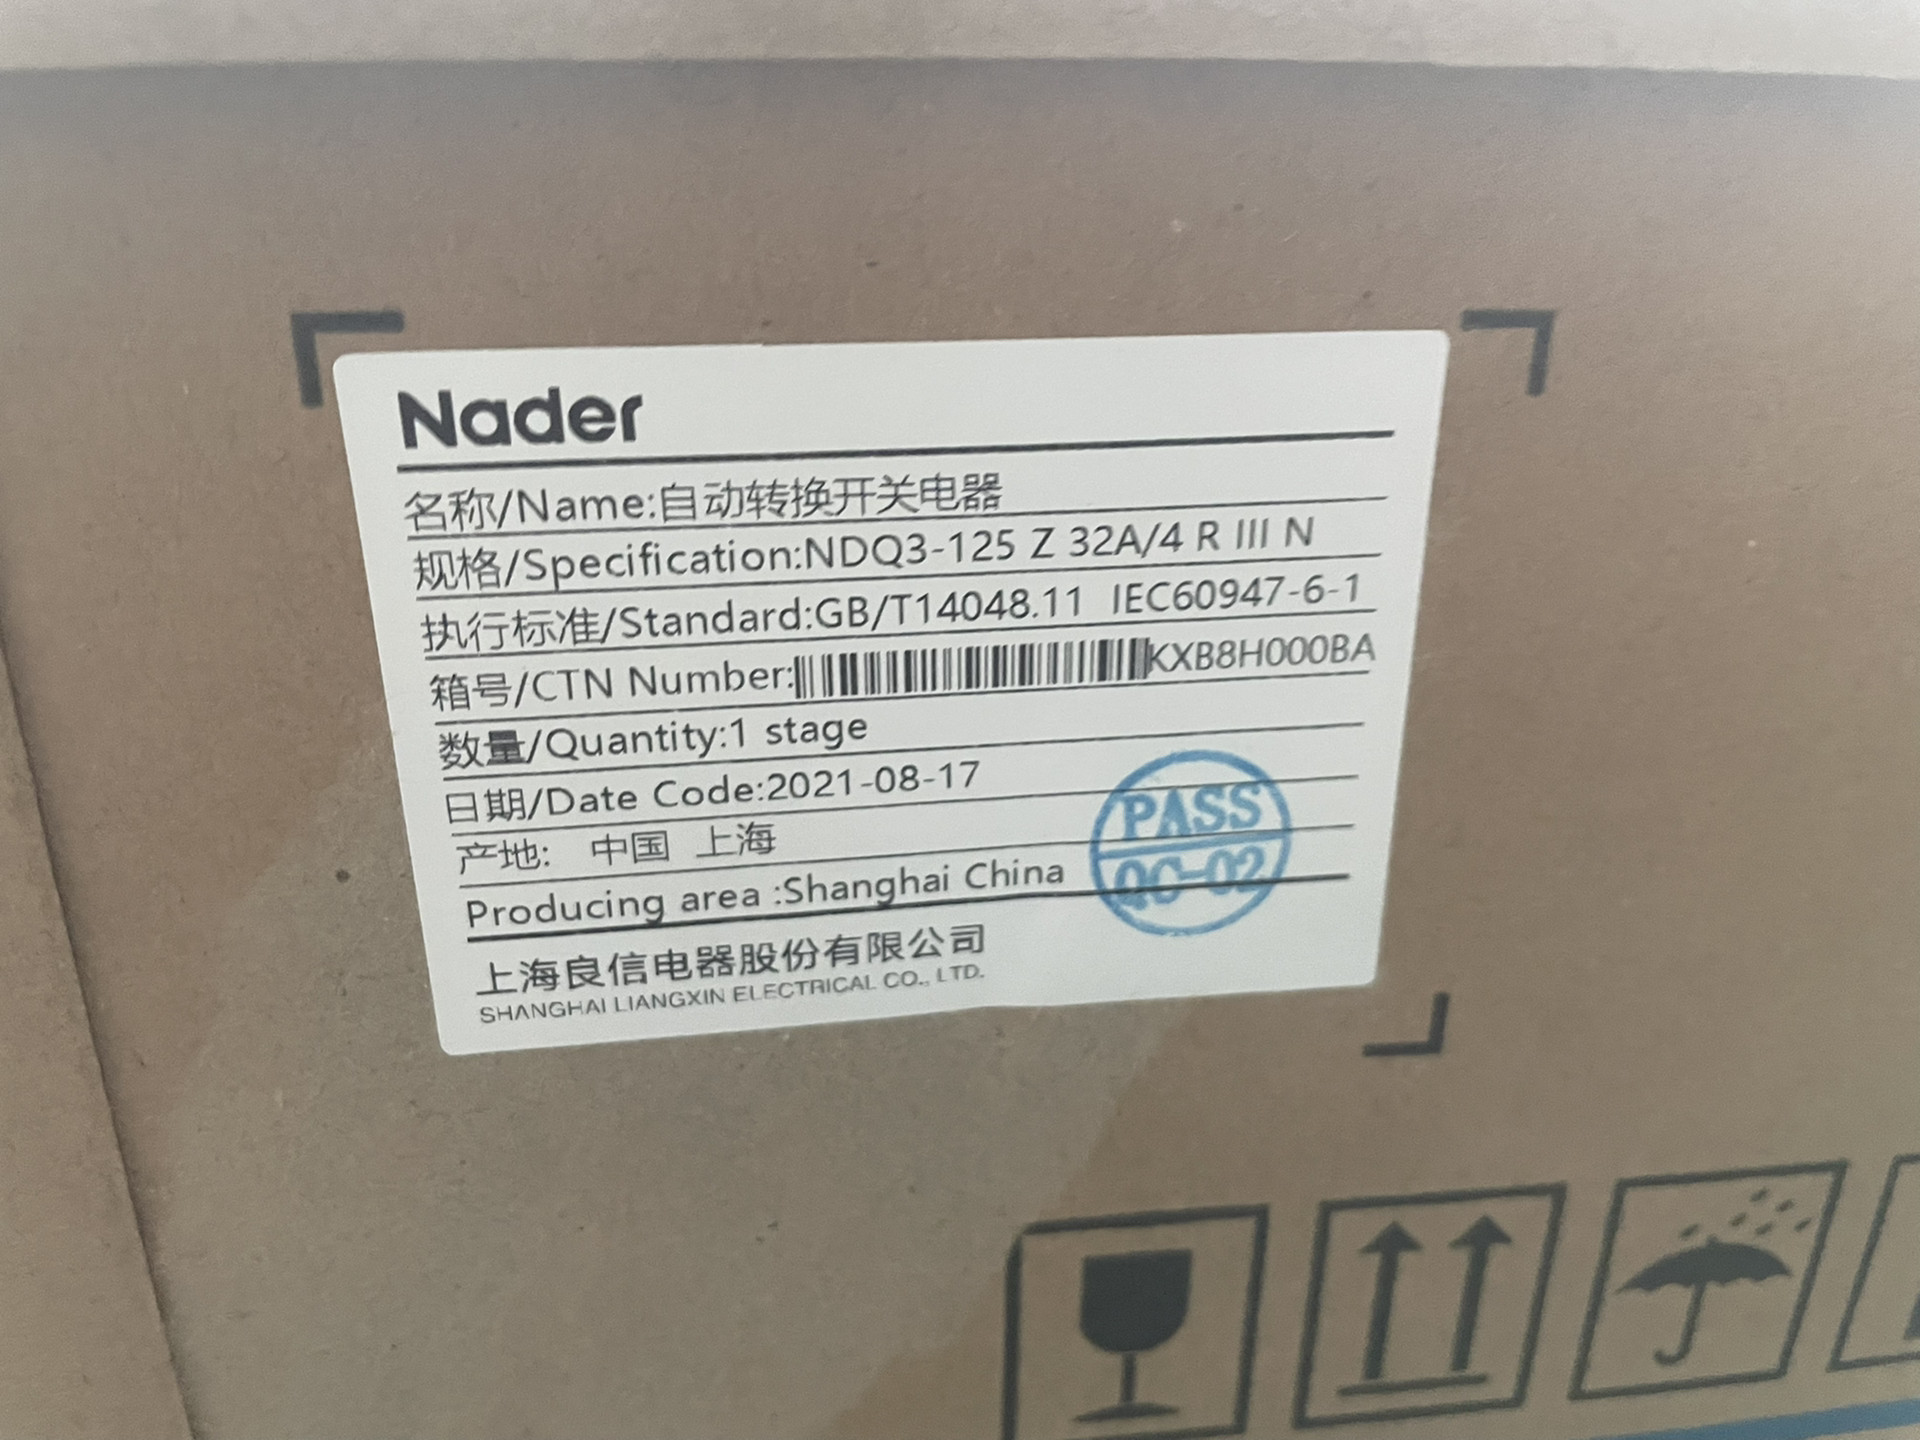 Nader
名称/Name:自动转换开关电器
规格/Specification:NDQ3-125 Z 32A/4 R III N
执行标准/Standard:GB/T14048.11 IEC60947-6-1
箱号/CTN Number:KXB8H000BA
数量/Quantity:1 stage
日期/Date Code:2021-08-17
产地: 中国 上海
Producing area :Shanghai China
PASS
QC-02
上海良信电器股份有限公司
SHANGHAI LIANGXIN ELECTRICAL CO., LTD.